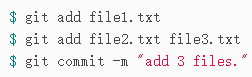 $ git add file1.txt
$ git add file2.txt file3.txt
$ git commit -m "add 3 files."